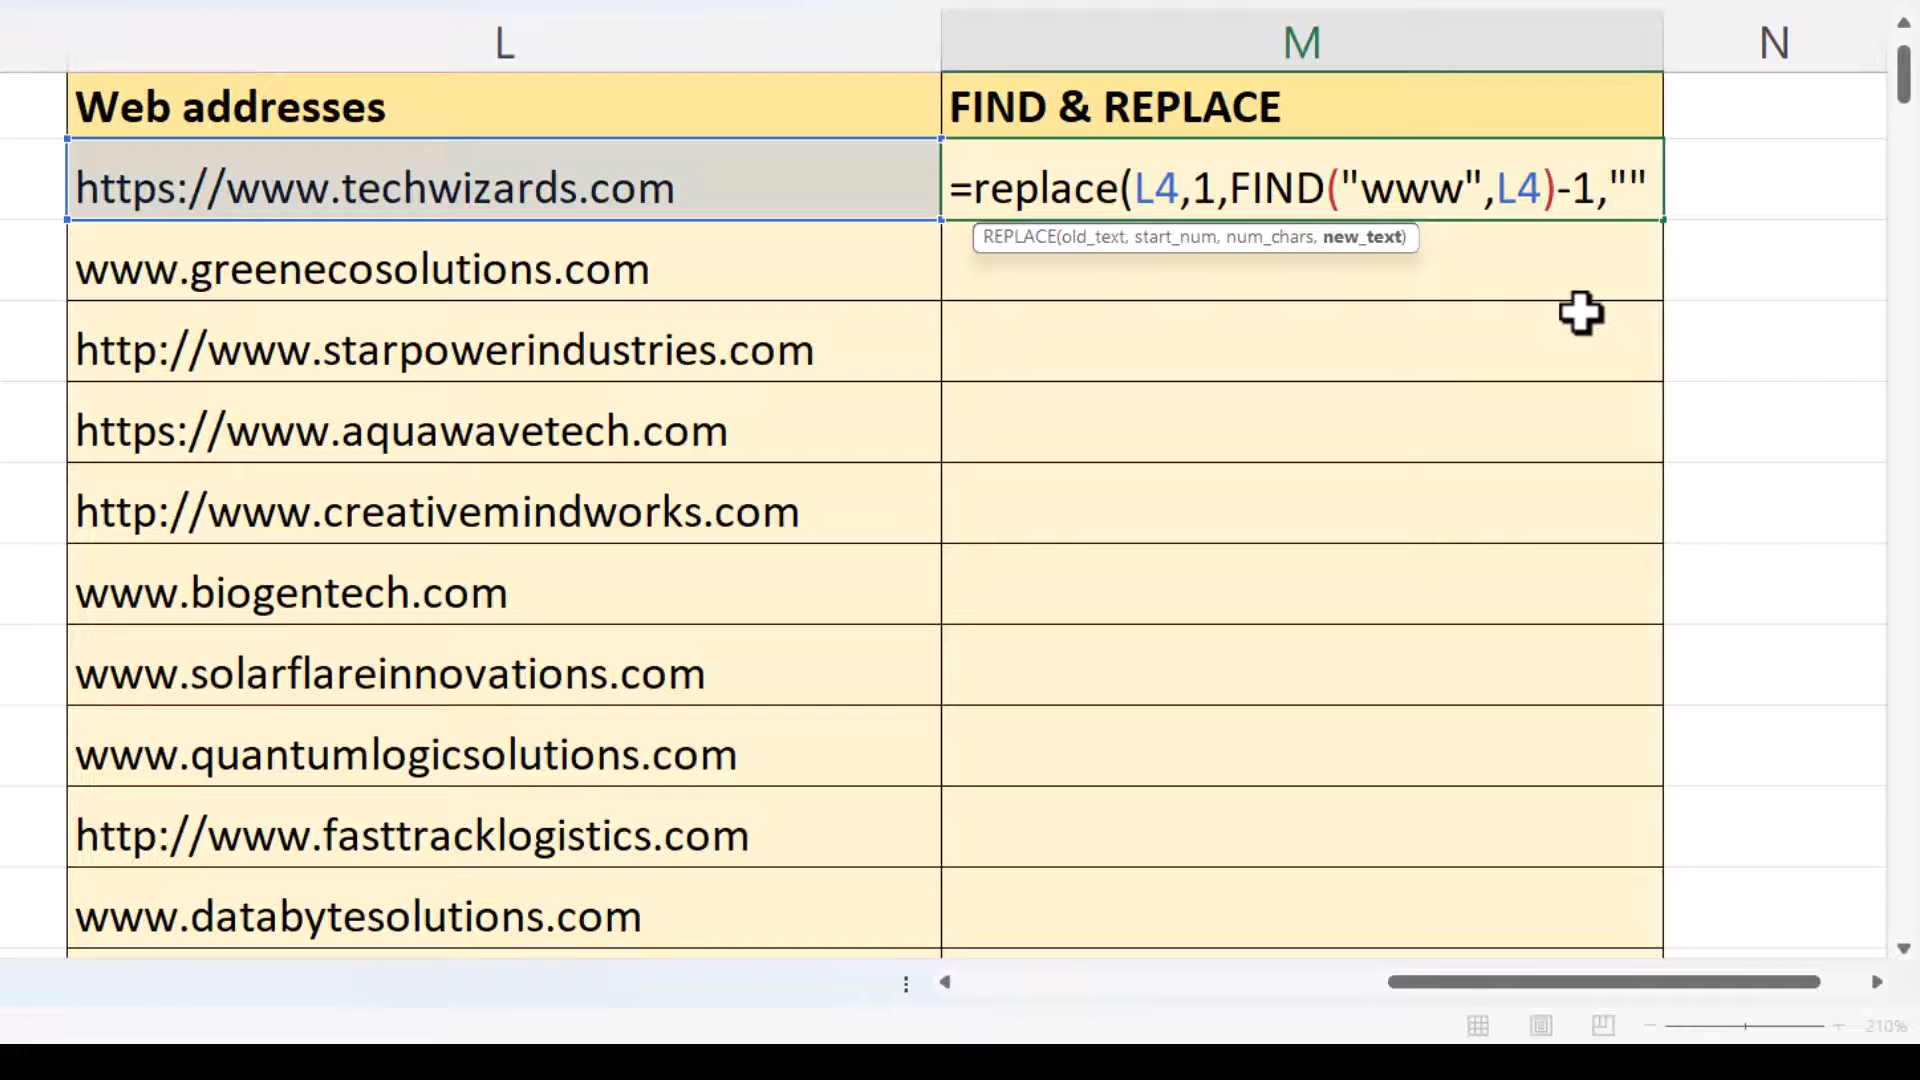 L M N
Web addresses FIND & REPLACE
https://www.techwizards.com =replace(L4,1,FIND("www",L4)-1,""
REPLACE(old_text, start_num, num_chars, new_text)
www.greenecosolutions.com
http://www.starpowerindustries.com
https://www.aquawavetech.com
http://www.creativemindworks.com
www.biogentech.com
www.solarflareinnovations.com
www.quantumlogicsolutions.com
http://www.fasttracklogistics.com
www.databytesolutions.com
210%